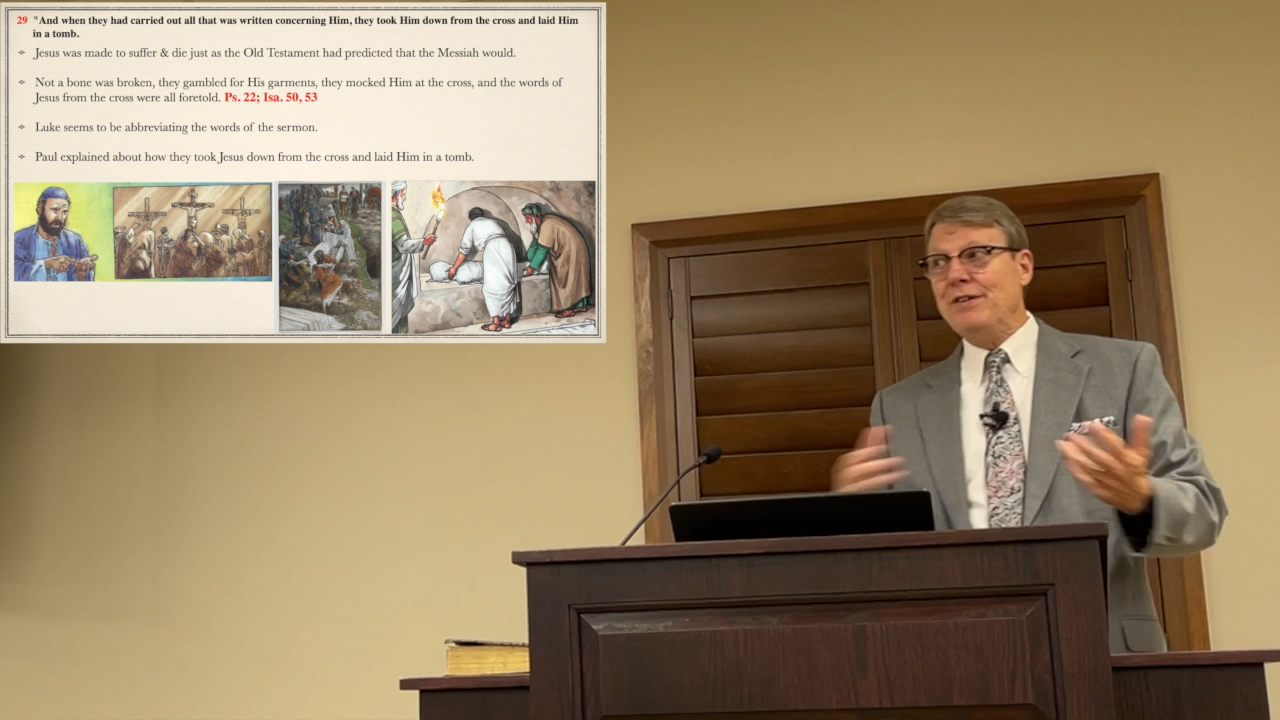 29 "And when they had carried out all that was written concerning Him, they took Him down from the cross and laid Him
in a tomb.
Jesus was made to suffer & die just as the Old Testament had predicted that the Messiah would.
Not a bone was broken, they gambled for His garments, they mocked Him at the cross, and the words of
Jesus from the cross were all foretold. Ps. 22; Isa. 50, 53
Luke seems to be abbreviating the words of the sermon.
Paul explained about how they took Jesus down from the cross and laid Him in a tomb.